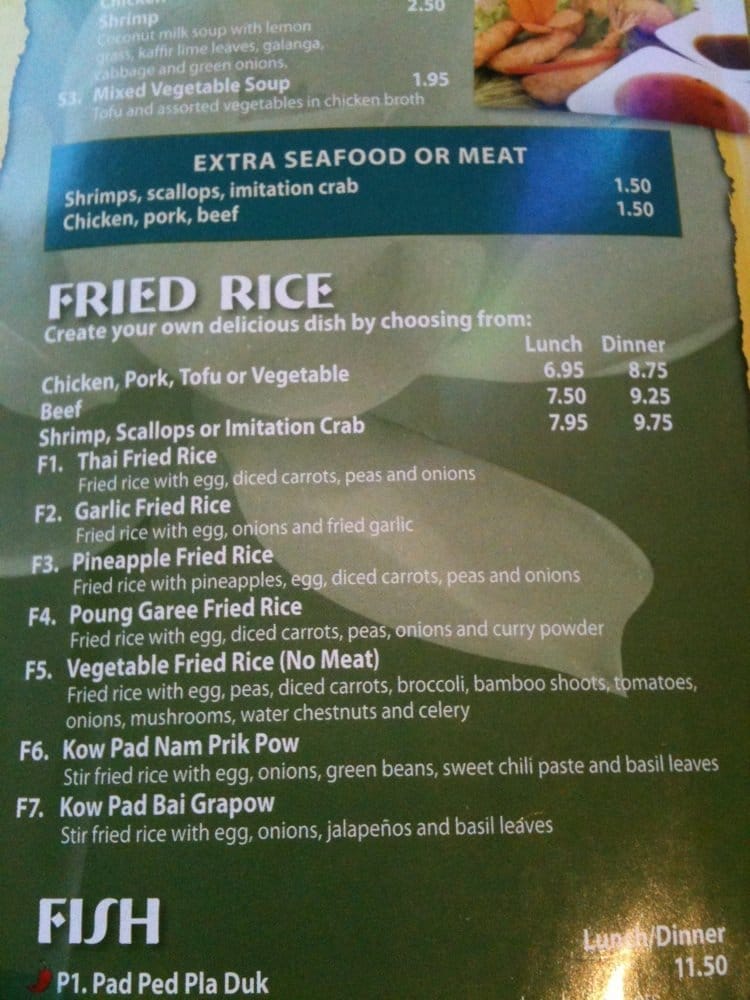 Chicken 2.50
Shrimp
Coconut milk soup with lemon
grass, kaffir lime leaves, galanga,
cabbage and green onions.
S3. Mixed Vegetable Soup 1.95
Tofu and assorted vegetables in chicken broth
EXTRA SEAFOOD OR MEAT
Shrimps, scallops, imitation crab 1.50
Chicken, pork, beef 1.50
FRIED RICE
Create your own delicious dish by choosing from:
Lunch Dinner
Chicken, Pork, Tofu or Vegetable 6.95 8.75
Beef 7.50 9.25
Shrimp, Scallops or Imitation Crab 7.95 9.75
F1. Thai Fried Rice
Fried rice with egg, diced carrots, peas and onions
F2. Garlic Fried Rice
Fried rice with egg, onions and fried garlic
F3. Pineapple Fried Rice
Fried rice with pineapples, egg, diced carrots, peas and onions
F4. Poung Garee Fried Rice
Fried rice with egg, diced carrots, peas, onions and curry powder
F5. Vegetable Fried Rice (No Meat)
Fried rice with egg, peas, diced carrots, broccoli, bamboo shoots, tomatoes,
onions, mushrooms, water chestnuts and celery
F6. Kow Pad Nam Prik Pow
Stir fried rice with egg, onions, green beans, sweet chili paste and basil leaves
F7. Kow Pad Bai Grapow
Stir fried rice with egg, onions, jalapeños and basil leaves
FISH
Lunch/Dinner
P1. Pad Ped Pla Duk 11.50